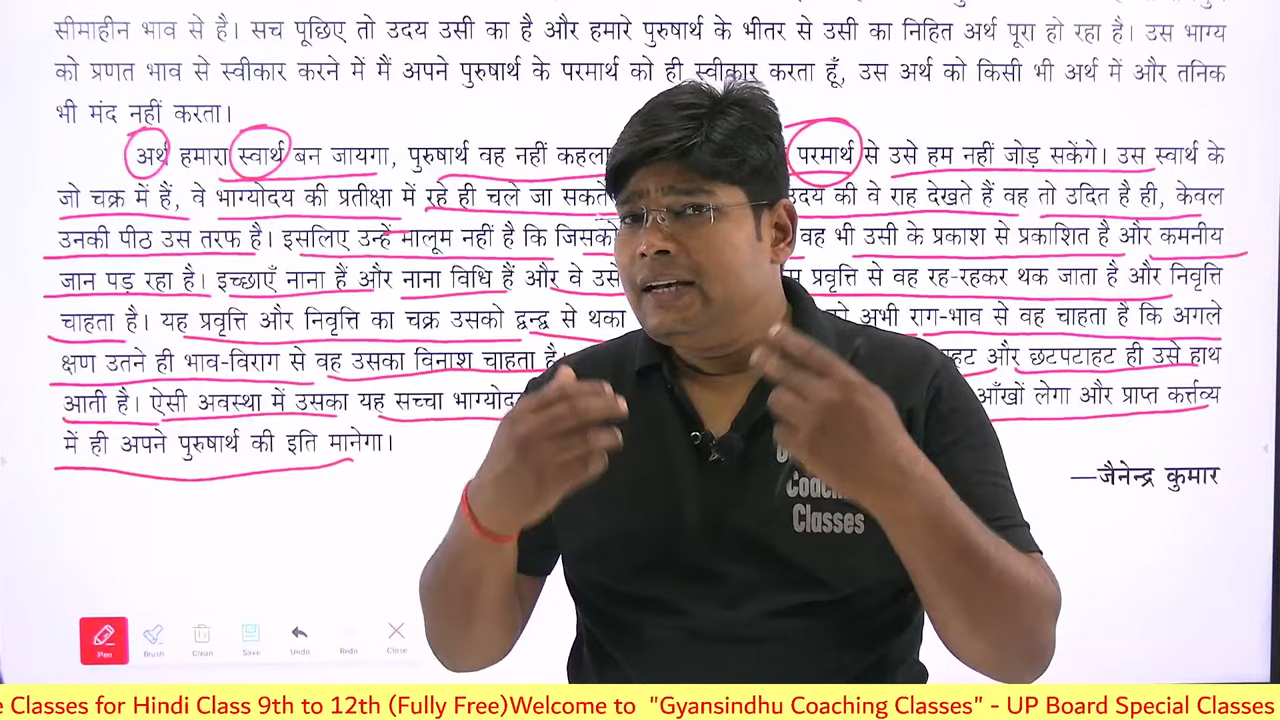 सीमाहीन भाव से है। सच पूछिए तो उदय उसी का है और हमारे पुरुषार्थ के भीतर से उसी का निहित अर्थ पूरा हो रहा है। उस भाग्य
को प्रणत भाव से स्वीकार करने में मैं अपने पुरुषार्थ के परमार्थ को ही स्वीकार करता हूँ, उस अर्थ को किसी भी अर्थ में और तनिक
भी मंद नहीं करता।
अर्थ हमारा स्वार्थ बन जायगा, पुरुषार्थ वह नहीं कहला परमार्थ से उसे हम नहीं जोड़ सकेंगे। उस स्वार्थ के
जो चक्र में हैं, वे भाग्योदय की प्रतीक्षा में रहे ही चले जा सकते उदय की वे राह देखते हैं वह तो उदित है ही, केवल
उनकी पीठ उस तरफ है। इसलिए उन्हें मालूम नहीं है कि जिसको वह भी उसी के प्रकाश से प्रकाशित है और कमनीय
जान पड़ रहा है। इच्छाएँ नाना हैं और नाना विधि हैं और वे उसे प्रवृत्ति से वह रह-रहकर थक जाता है और निवृत्ति
चाहता है। यह प्रवृत्ति और निवृत्ति का चक्र उसको द्वन्द्व से थका अभी राग-भाव से वह चाहता है कि अगले
क्षण उतने ही भाव-विराग से वह उसका विनाश चाहता है। और छटपटाहट ही उसे हाथ
आती है। ऐसी अवस्था में उसका यह सच्चा भाग्योद आँखों लेगा और प्राप्त कर्त्तव्य
में ही अपने पुरुषार्थ की इति मानेगा।
—जैनेन्द्र कुमार
Classes
Pen Brush Clean Save Undo Redo Close
Classes for Hindi Class 9th to 12th (Fully Free)Welcome to "Gyansindhu Coaching Classes" - UP Board Special Classes